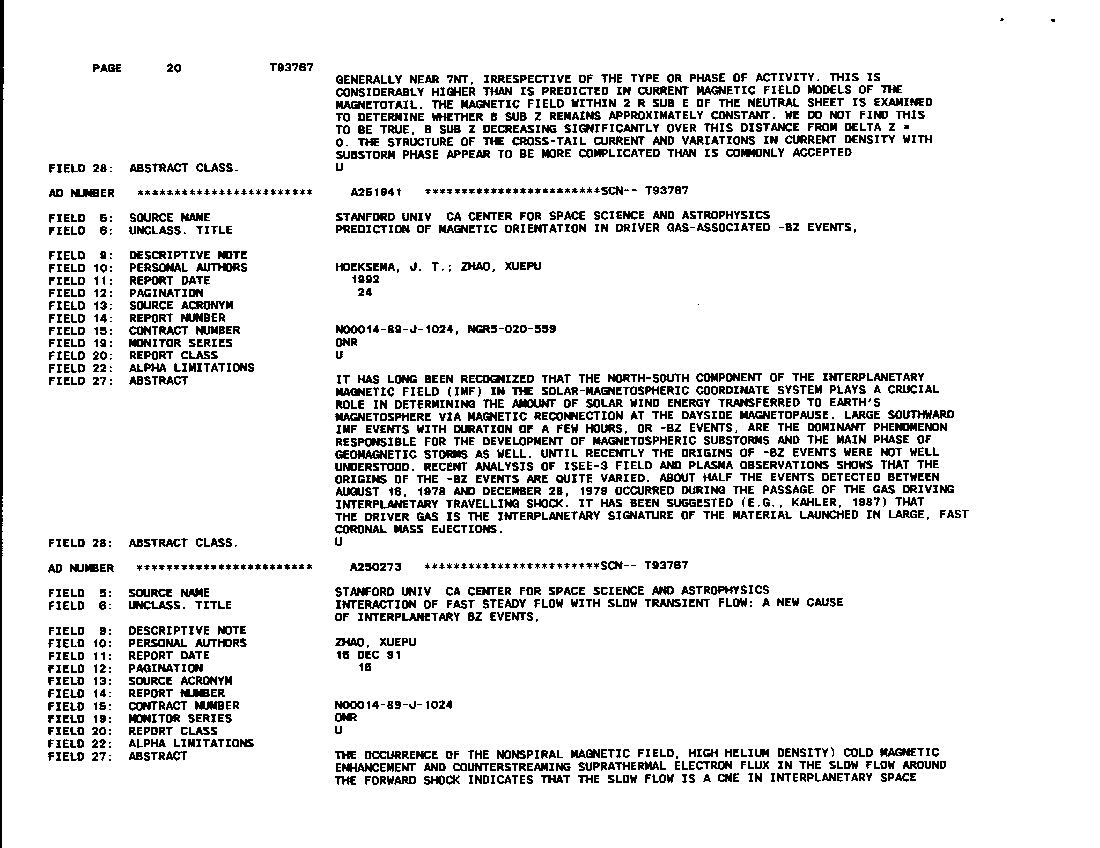 PAGE 20 T93767
GENERALLY NEAR 7NT, IRRESPECTIVE OF THE TYPE OR PHASE OF ACTIVITY. THIS IS
CONSIDERABLY HIGHER THAN IS PREDICTED IN CURRENT MAGNETIC FIELD MODELS OF THE
MAGNETOTAIL. THE MAGNETIC FIELD WITHIN 2 R SUB E OF THE NEUTRAL SHEET IS EXAMINED
TO DETERMINE WHETHER B SUB Z REMAINS APPROXIMATELY CONSTANT. WE DO NOT FIND THIS
TO BE TRUE, B SUB Z DECREASING SIGNIFICANTLY OVER THIS DISTANCE FROM DELTA Z =
0. THE STRUCTURE OF THE CROSS-TAIL CURRENT AND VARIATIONS IN CURRENT DENSITY WITH
SUBSTORM PHASE APPEAR TO BE MORE COMPLICATED THAN IS COMMONLY ACCEPTED
FIELD 28: ABSTRACT CLASS. U
AD NUMBER ************************ A251941 ************************SCN-- T93767
FIELD 5: SOURCE NAME STANFORD UNIV CA CENTER FOR SPACE SCIENCE AND ASTROPHYSICS
FIELD 6: UNCLASS. TITLE PREDICTION OF MAGNETIC ORIENTATION IN DRIVER GAS-ASSOCIATED -BZ EVENTS,
FIELD 9: DESCRIPTIVE NOTE
FIELD 10: PERSONAL AUTHORS HOEKSEMA, J. T.; ZHAO, XUEPU
FIELD 11: REPORT DATE 1992
FIELD 12: PAGINATION 24
FIELD 13: SOURCE ACRONYM
FIELD 14: REPORT NUMBER
FIELD 15: CONTRACT NUMBER N00014-89-J-1024, NGR5-020-559
FIELD 19: MONITOR SERIES ONR
FIELD 20: REPORT CLASS U
FIELD 22: ALPHA LIMITATIONS
FIELD 27: ABSTRACT IT HAS LONG BEEN RECOGNIZED THAT THE NORTH-SOUTH COMPONENT OF THE INTERPLANETARY
MAGNETIC FIELD (IMF) IN THE SOLAR-MAGNETOSPHERIC COORDINATE SYSTEM PLAYS A CRUCIAL
ROLE IN DETERMINING THE AMOUNT OF SOLAR WIND ENERGY TRANSFERRED TO EARTH'S
MAGNETOSPHERE VIA MAGNETIC RECONNECTION AT THE DAYSIDE MAGNETOPAUSE. LARGE SOUTHWARD
IMF EVENTS WITH DURATION OF A FEW HOURS, OR -BZ EVENTS, ARE THE DOMINANT PHENOMENON
RESPONSIBLE FOR THE DEVELOPMENT OF MAGNETOSPHERIC SUBSTORMS AND THE MAIN PHASE OF
GEOMAGNETIC STORMS AS WELL. UNTIL RECENTLY THE ORIGINS OF -BZ EVENTS WERE NOT WELL
UNDERSTOOD. RECENT ANALYSIS OF ISEE-3 FIELD AND PLASMA OBSERVATIONS SHOWS THAT THE
ORIGINS OF THE -BZ EVENTS ARE QUITE VARIED. ABOUT HALF THE EVENTS DETECTED BETWEEN
AUGUST 16, 1978 AND DECEMBER 28, 1979 OCCURRED DURING THE PASSAGE OF THE GAS DRIVING
INTERPLANETARY TRAVELLING SHOCK. IT HAS BEEN SUGGESTED (E.G., KAHLER, 1987) THAT
THE DRIVER GAS IS THE INTERPLANETARY SIGNATURE OF THE MATERIAL LAUNCHED IN LARGE, FAST
CORONAL MASS EJECTIONS.
FIELD 28: ABSTRACT CLASS. U
AD NUMBER ************************ A250273 ************************SCN-- T93767
FIELD 5: SOURCE NAME STANFORD UNIV CA CENTER FOR SPACE SCIENCE AND ASTROPHYSICS
FIELD 6: UNCLASS. TITLE INTERACTION OF FAST STEADY FLOW WITH SLOW TRANSIENT FLOW: A NEW CAUSE
OF INTERPLANETARY BZ EVENTS,
FIELD 9: DESCRIPTIVE NOTE
FIELD 10: PERSONAL AUTHORS ZHAO, XUEPU
FIELD 11: REPORT DATE 16 DEC 91
FIELD 12: PAGINATION 16
FIELD 13: SOURCE ACRONYM
FIELD 14: REPORT NUMBER
FIELD 15: CONTRACT NUMBER N00014-89-J-1024
FIELD 19: MONITOR SERIES ONR
FIELD 20: REPORT CLASS U
FIELD 22: ALPHA LIMITATIONS
FIELD 27: ABSTRACT THE OCCURRENCE OF THE NONSPIRAL MAGNETIC FIELD, HIGH HELIUM DENSITY) COLD MAGNETIC
ENHANCEMENT AND COUNTERSTREAMING SUPRATHERMAL ELECTRON FLUX IN THE SLOW FLOW AROUND
THE FORWARD SHOCK INDICATES THAT THE SLOW FLOW IS A CME IN INTERPLANETARY SPACE